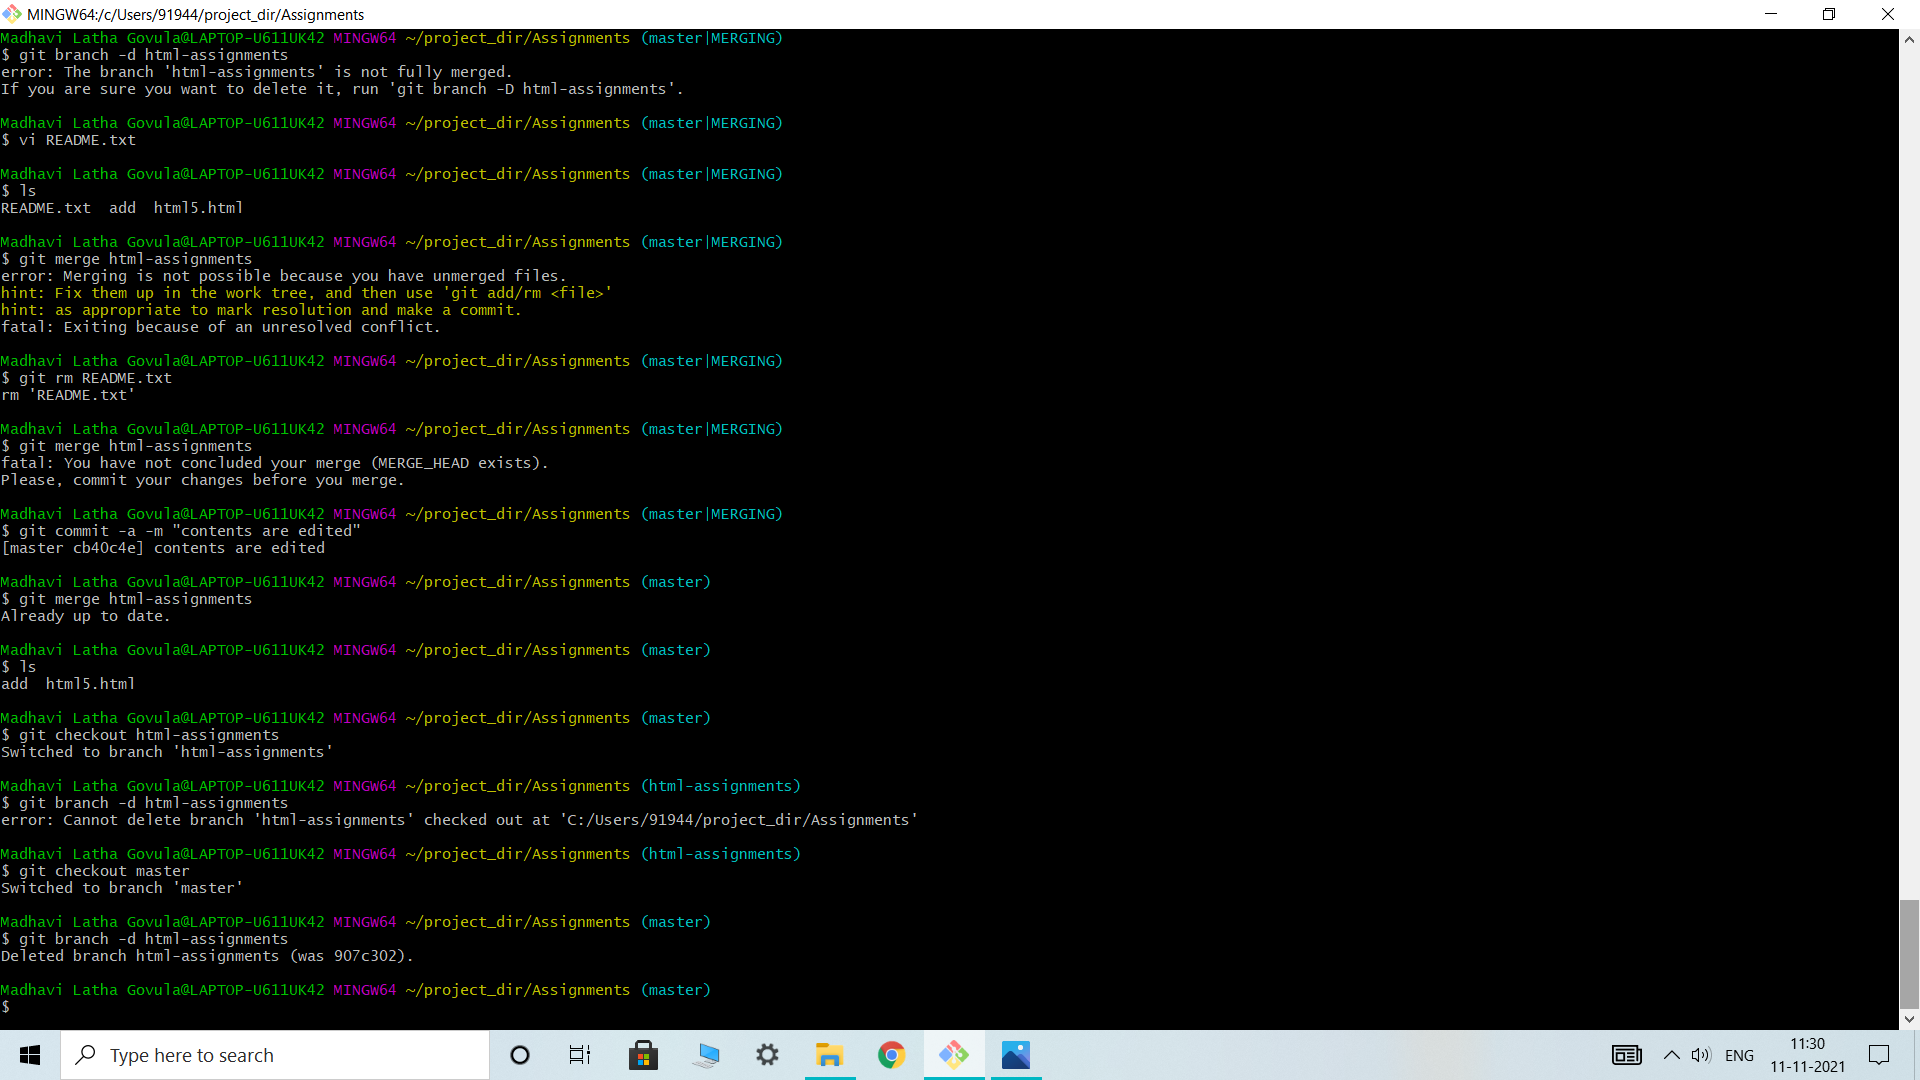 MINGW64:/c/Users/91944/project_dir/Assignments
Madhavi Latha Govula@LAPTOP-U611UK42 MINGW64 ~/project_dir/Assignments (master|MERGING)
$ git branch -d html-assignments
error: The branch 'html-assignments' is not fully merged.
If you are sure you want to delete it, run 'git branch -D html-assignments'.
Madhavi Latha Govula@LAPTOP-U611UK42 MINGW64 ~/project_dir/Assignments (master|MERGING)
$ vi README.txt
Madhavi Latha Govula@LAPTOP-U611UK42 MINGW64 ~/project_dir/Assignments (master|MERGING)
$ ls
README.txt  add  html5.html
Madhavi Latha Govula@LAPTOP-U611UK42 MINGW64 ~/project_dir/Assignments (master|MERGING)
$ git merge html-assignments
error: Merging is not possible because you have unmerged files.
hint: Fix them up in the work tree, and then use 'git add/rm <file>'
hint: as appropriate to mark resolution and make a commit.
fatal: Exiting because of an unresolved conflict.
Madhavi Latha Govula@LAPTOP-U611UK42 MINGW64 ~/project_dir/Assignments (master|MERGING)
$ git rm README.txt
rm 'README.txt'
Madhavi Latha Govula@LAPTOP-U611UK42 MINGW64 ~/project_dir/Assignments (master|MERGING)
$ git merge html-assignments
fatal: You have not concluded your merge (MERGE_HEAD exists).
Please, commit your changes before you merge.
Madhavi Latha Govula@LAPTOP-U611UK42 MINGW64 ~/project_dir/Assignments (master|MERGING)
$ git commit -a -m "contents are edited"
[master cb40c4e] contents are edited
Madhavi Latha Govula@LAPTOP-U611UK42 MINGW64 ~/project_dir/Assignments (master)
$ git merge html-assignments
Already up to date.
Madhavi Latha Govula@LAPTOP-U611UK42 MINGW64 ~/project_dir/Assignments (master)
$ ls
add  html5.html
Madhavi Latha Govula@LAPTOP-U611UK42 MINGW64 ~/project_dir/Assignments (master)
$ git checkout html-assignments
Switched to branch 'html-assignments'
Madhavi Latha Govula@LAPTOP-U611UK42 MINGW64 ~/project_dir/Assignments (html-assignments)
$ git branch -d html-assignments
error: Cannot delete branch 'html-assignments' checked out at 'C:/Users/91944/project_dir/Assignments'
Madhavi Latha Govula@LAPTOP-U611UK42 MINGW64 ~/project_dir/Assignments (html-assignments)
$ git checkout master
Switched to branch 'master'
Madhavi Latha Govula@LAPTOP-U611UK42 MINGW64 ~/project_dir/Assignments (master)
$ git branch -d html-assignments
Deleted branch html-assignments (was 907c302).
Madhavi Latha Govula@LAPTOP-U611UK42 MINGW64 ~/project_dir/Assignments (master)
$
Type here to search
ENG
11:30
11-11-2021